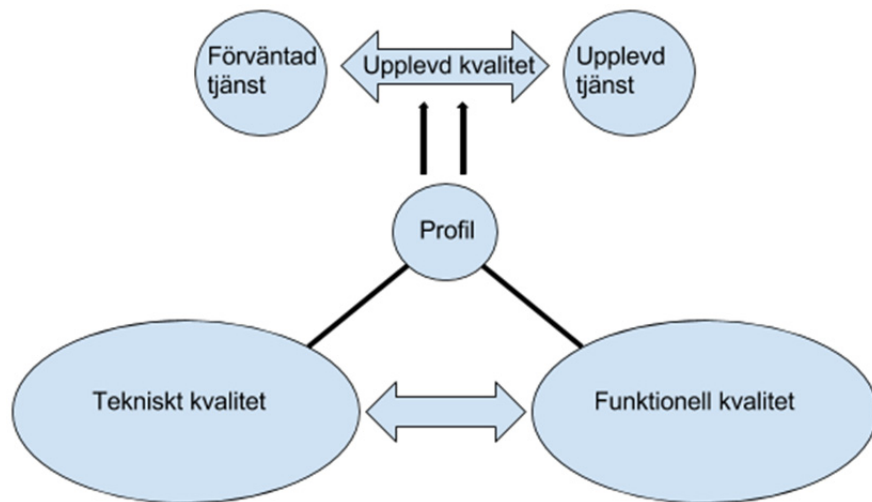 Förväntad
tjänst
Upplevd kvalitet
Upplevd
tjänst
Profil
Tekniskt kvalitet
Funktionell kvalitet